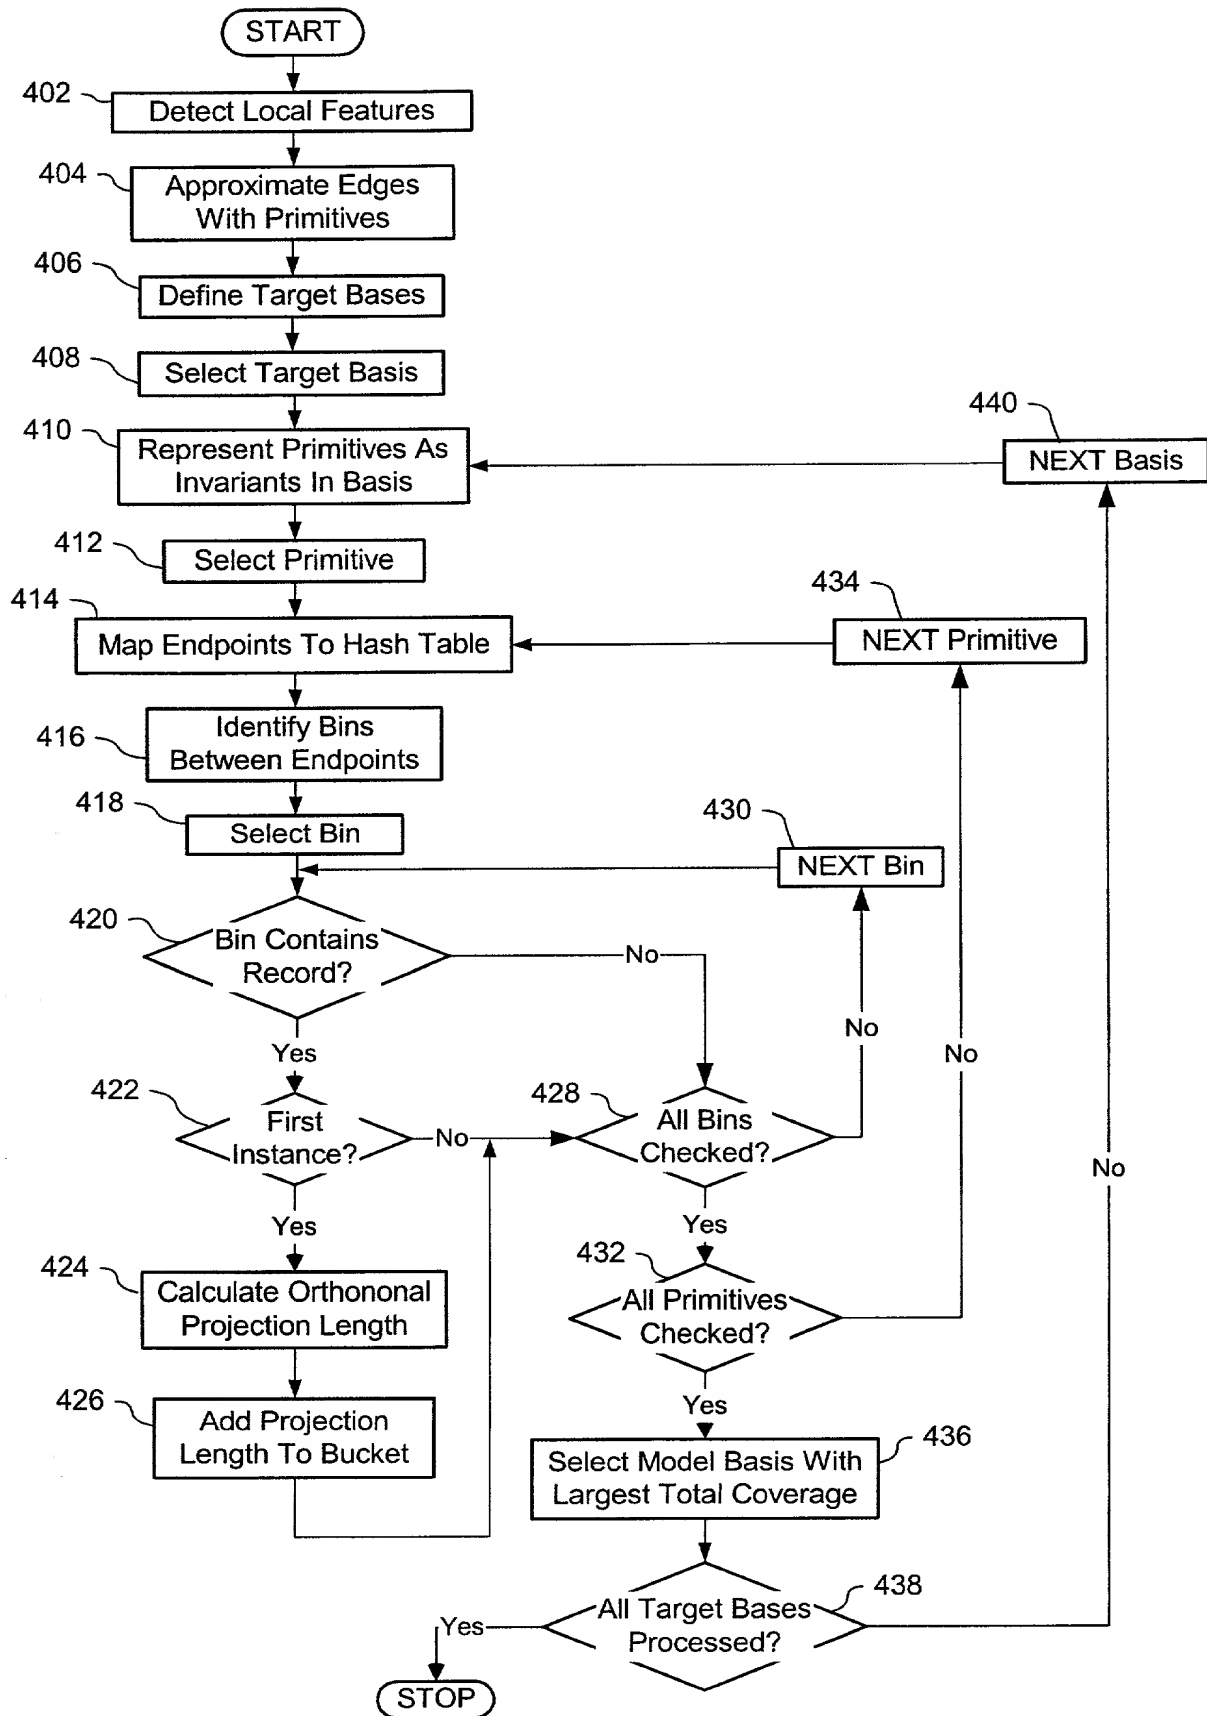 START
402
Detect Local Features
404
Approximate Edges
With Primitives
406
Define Target Bases
408
Select Target Basis
440
410
Represent Primitives As
Invariants In Basis
NEXT Basis
412
Select Primitive
434
414
Map Endpoints To Hash Table
NEXT Primitive
416
Identify Bins
Between Endpoints
418
Select Bin
430
NEXT Bin
420
Bin Contains
Record?
No
No
Yes
No
422
First
Instance?
No
428
All Bins
Checked?
No
Yes
Yes
432
424
Calculate Orthononal
Projection Length
All Primitives
Checked?
426
Add Projection
Length To Bucket
Yes
436
Select Model Basis With
Largest Total Coverage
438
All Target Bases
Processed?
Yes
STOP